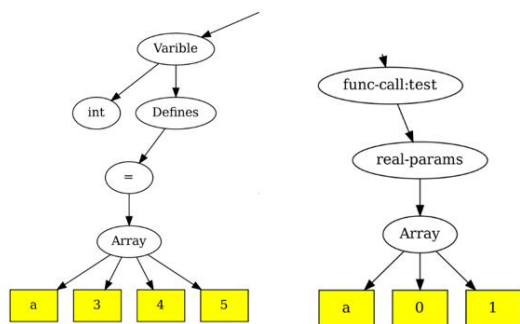 Varible
int
Defines
=
Array
a 3 4 5
func-call:test
real-params
Array
a 0 1